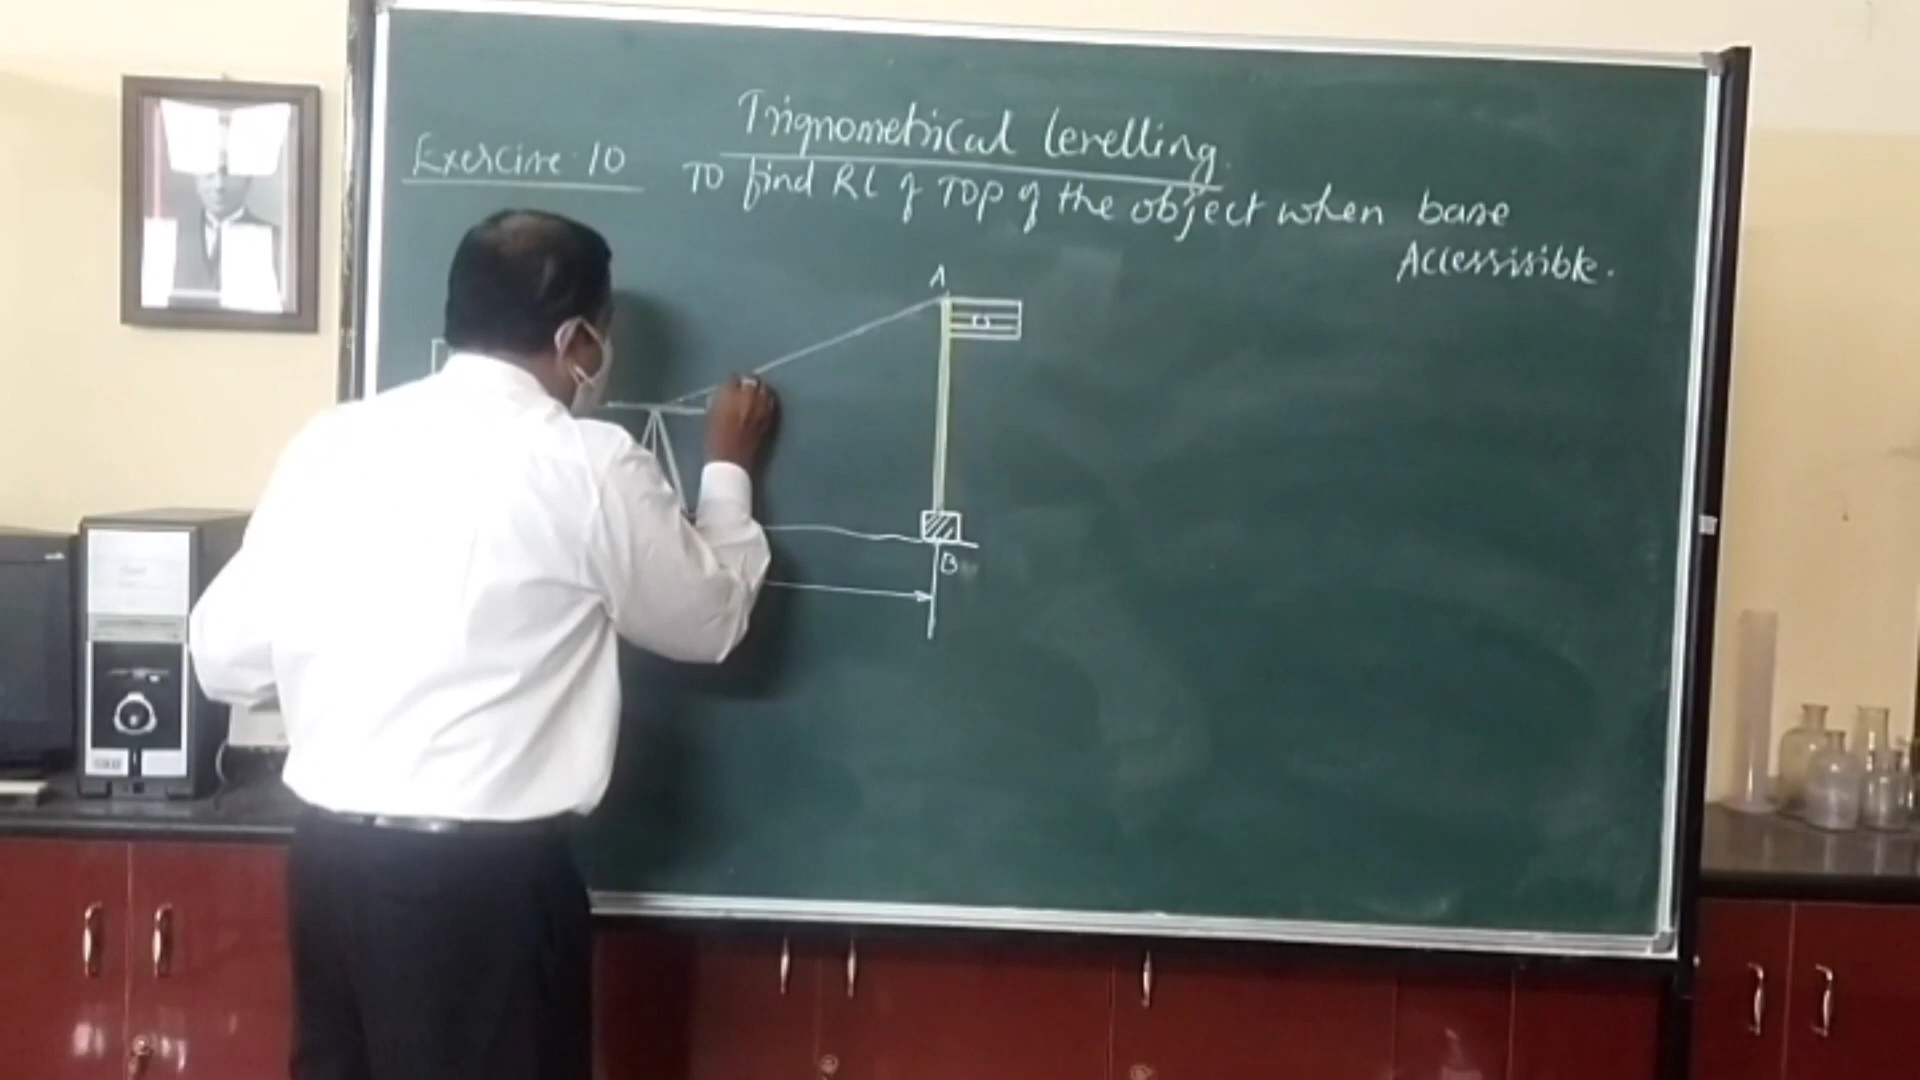 Trignometrical levelling
Exercise 10
TO find RL of TOP of the object when base
Accessisible.
A
B